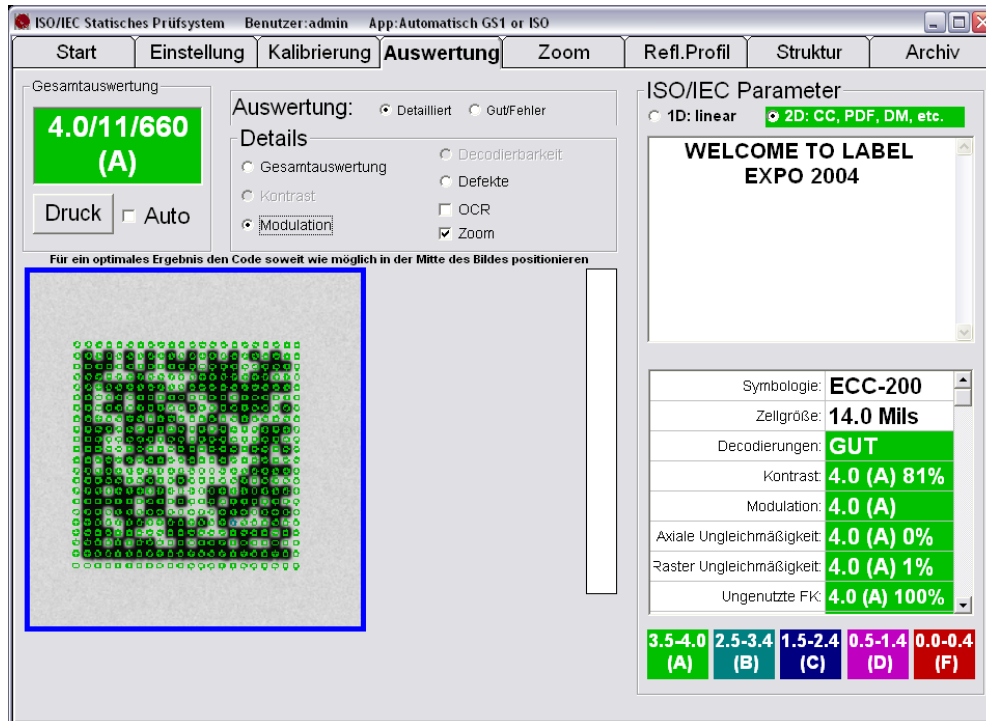 ISO/IEC Statisches Prüfsystem Benutzer:admin App:Automatisch GS1 or ISO
Start Einstellung Kalibrierung Auswertung Zoom Refl.Profil Struktur Archiv
Gesamtauswertung
4.0/11/660
(A)
Druck
Auto
Auswertung: Detailliert Gut/Fehler
Details
Gesamtauswertung
Kontrast
Modulation
Decodierbarkeit
Defekte
OCR
Zoom
Für ein optimales Ergebnis den Code soweit wie möglich in der Mitte des Bildes positionieren
ISO/IEC Parameter
1D: linear 2D: CC, PDF, DM, etc.
WELCOME TO LABEL
EXPO 2004
Symbologie: ECC-200
Zellgröße: 14.0 Mils
Decodierungen: GUT
Kontrast: 4.0 (A) 81%
Modulation: 4.0 (A)
Axiale Ungleichmäßigkeit: 4.0 (A) 0%
Raster Ungleichmäßigkeit: 4.0 (A) 1%
Ungenutzte FK: 4.0 (A) 100%
3.5-4.0 2.5-3.4 1.5-2.4 0.5-1.4 0.0-0.4
(A) (B) (C) (D) (F)